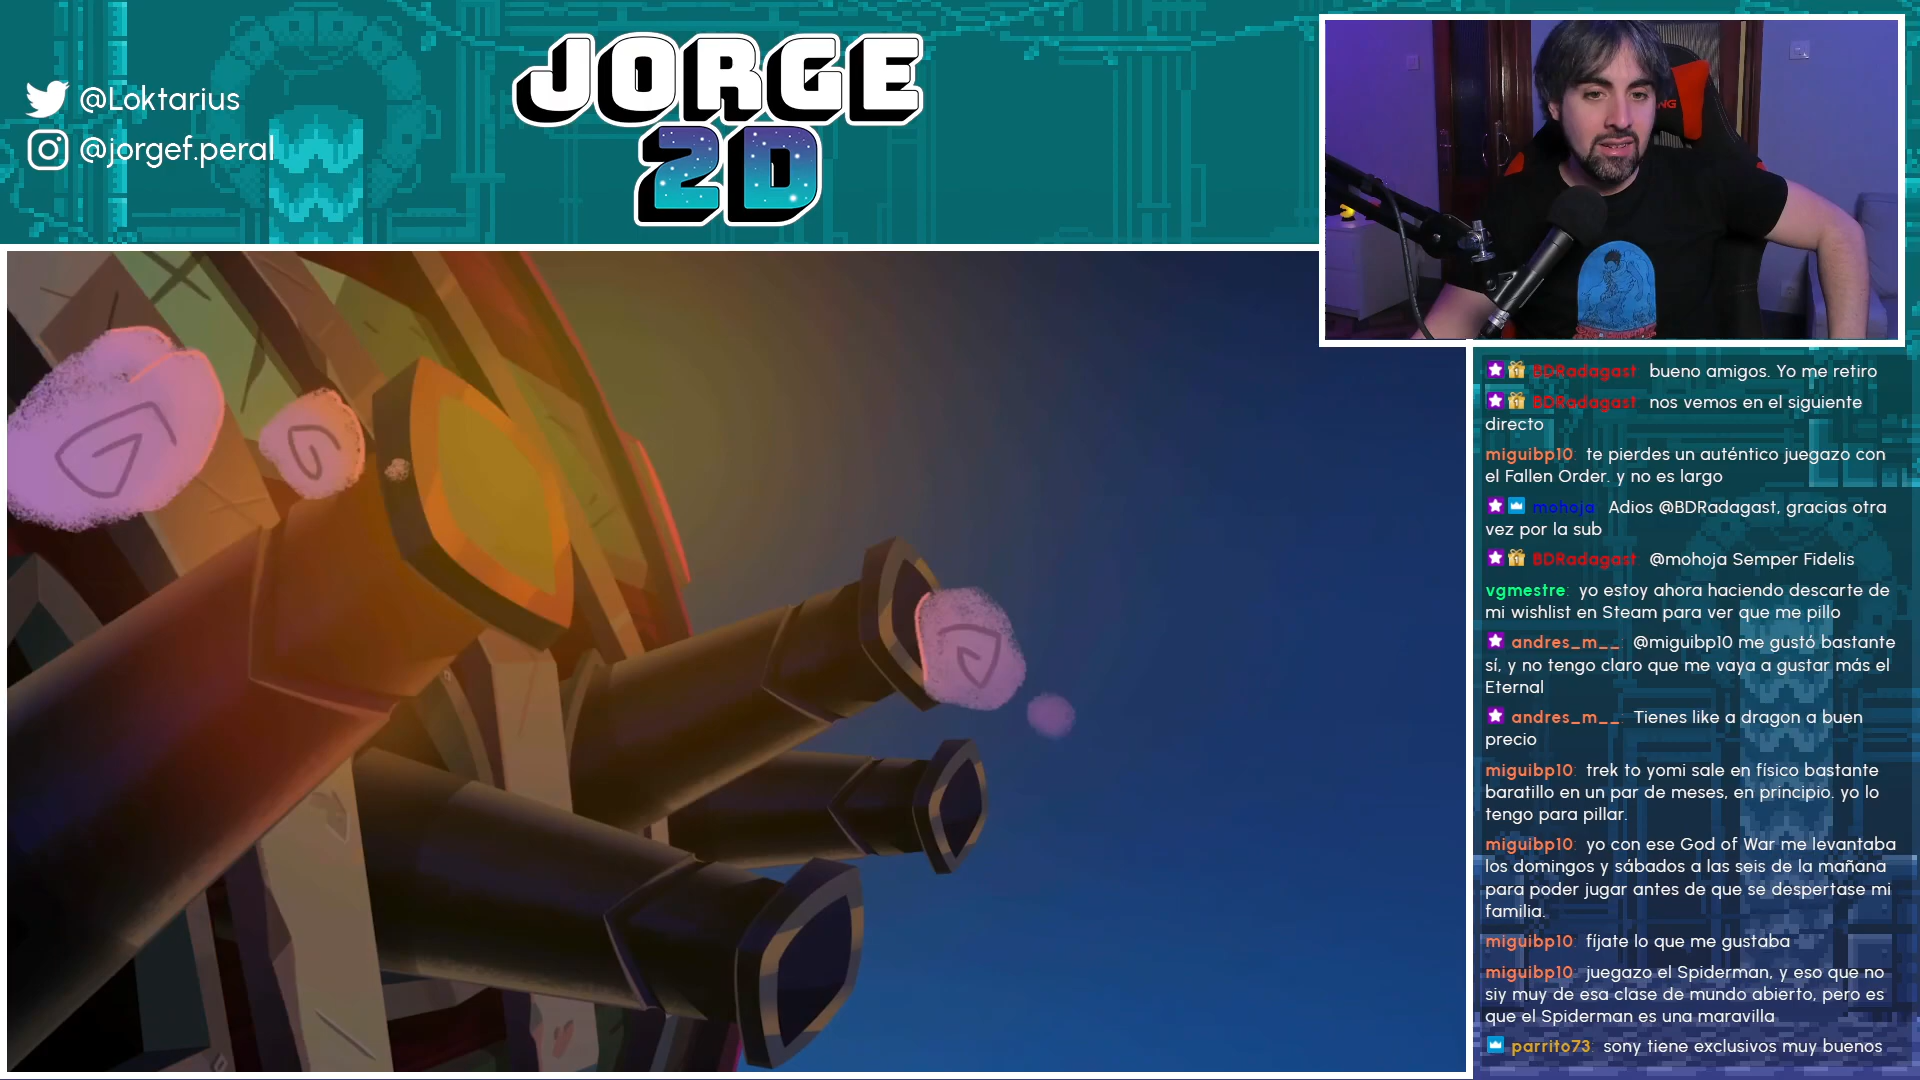 @Loktarius
@jorgef.peral
JORGE
2D
NG
BDRadagast bueno amigos. Yo me retiro
BDRadagast nos vemos en el siguiente
directo
miguibp10: te pierdes un auténtico juegazo con
el Fallen Order. y no es largo
mohoja Adios @BDRadagast, gracias otra
vez por la sub
BDRadagast @mohoja Semper Fidelis
vgmestre: yo estoy ahora haciendo descarte de
mi wishlist en Steam para ver que me pillo
andres_m__: @miguibp10 me gustó bastante
sí, y no tengo claro que me vaya a gustar más el
Eternal
andres_m__: Tienes like a dragon a buen
precio
miguibp10: trek to yomi sale en físico bastante
baratillo en un par de meses, en principio. yo lo
tengo para pillar.
miguibp10: yo con ese God of War me levantaba
los domingos y sábados a las seis de la mañana
para poder jugar antes de que se despertase mi
familia.
miguibp10: fíjate lo que me gustaba
miguibp10: juegazo el Spiderman, y eso que no
siy muy de esa clase de mundo abierto, pero es
que el Spiderman es una maravilla
parrito73: sony tiene exclusivos muy buenos